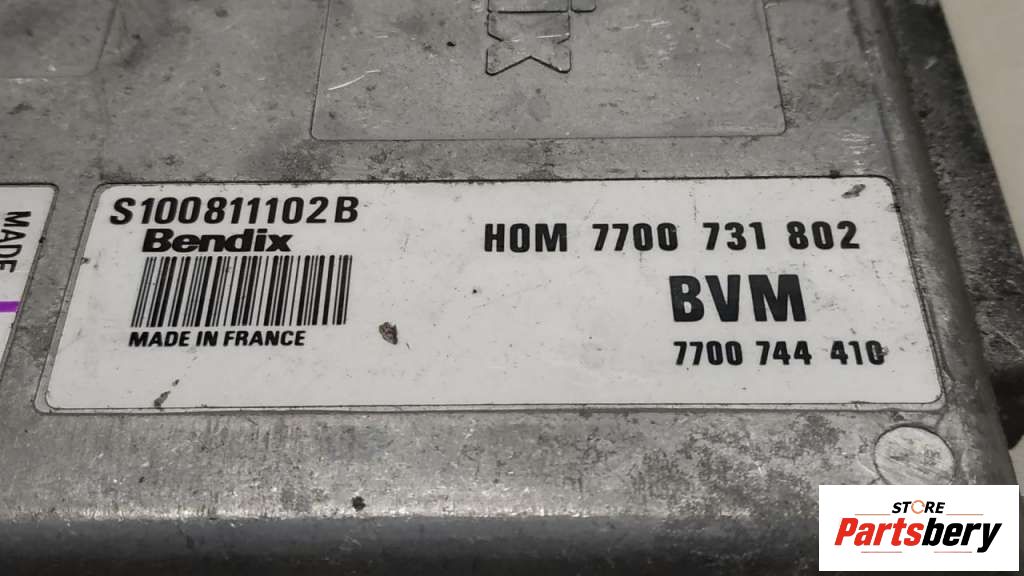 S100811102B
Bendix
MADE IN FRANCE
HOM 7700 731 802
BVM
7700 744 410
MADE
STORE
Partsbery